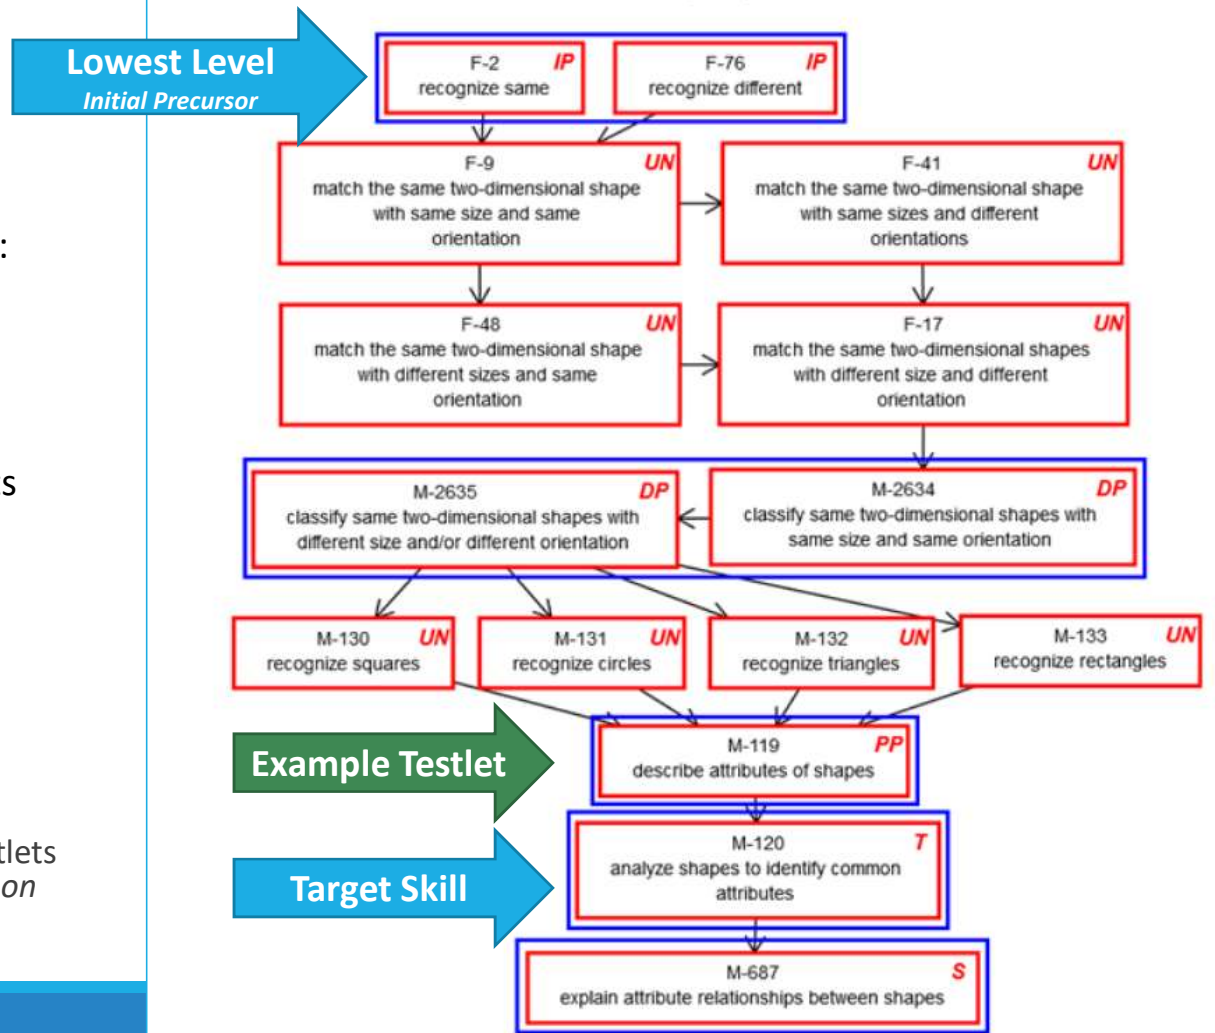 Lowest Level
Initial Precursor
F-2 IP
recognize same
F-76 IP
recognize different
F-9 UN
match the same two-dimensional shape
with same size and same
orientation
F-41 UN
match the same two-dimensional shape
with same sizes and different
orientations
:
F-48 UN
match the same two-dimensional shape
with different sizes and same
orientation
F-17 UN
match the same two-dimensional shapes
with different size and different
orientation
M-2635 DP
classify same two-dimensional shapes with
different size and/or different orientation
M-2634 DP
classify same two-dimensional shapes with
same size and same orientation
M-130 UN
recognize squares
M-131 UN
recognize circles
M-132 UN
recognize triangles
M-133 UN
recognize rectangles
Example Testlet
M-119 PP
describe attributes of shapes
Target Skill
M-120 T
analyze shapes to identify common
attributes
M-687 S
explain attribute relationships between shapes